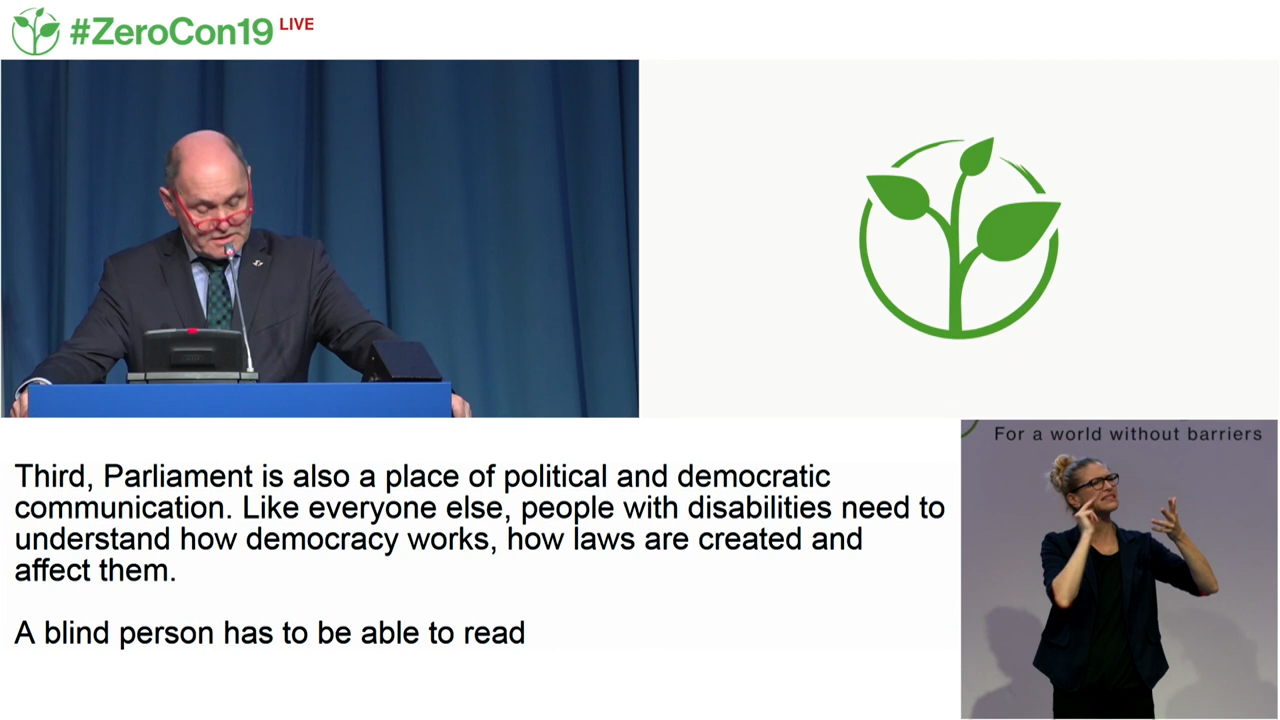 #ZeroCon19 LIVE
For a world without barriers
Third, Parliament is also a place of political and democratic
communication. Like everyone else, people with disabilities need to
understand how democracy works, how laws are created and
affect them.
A blind person has to be able to read